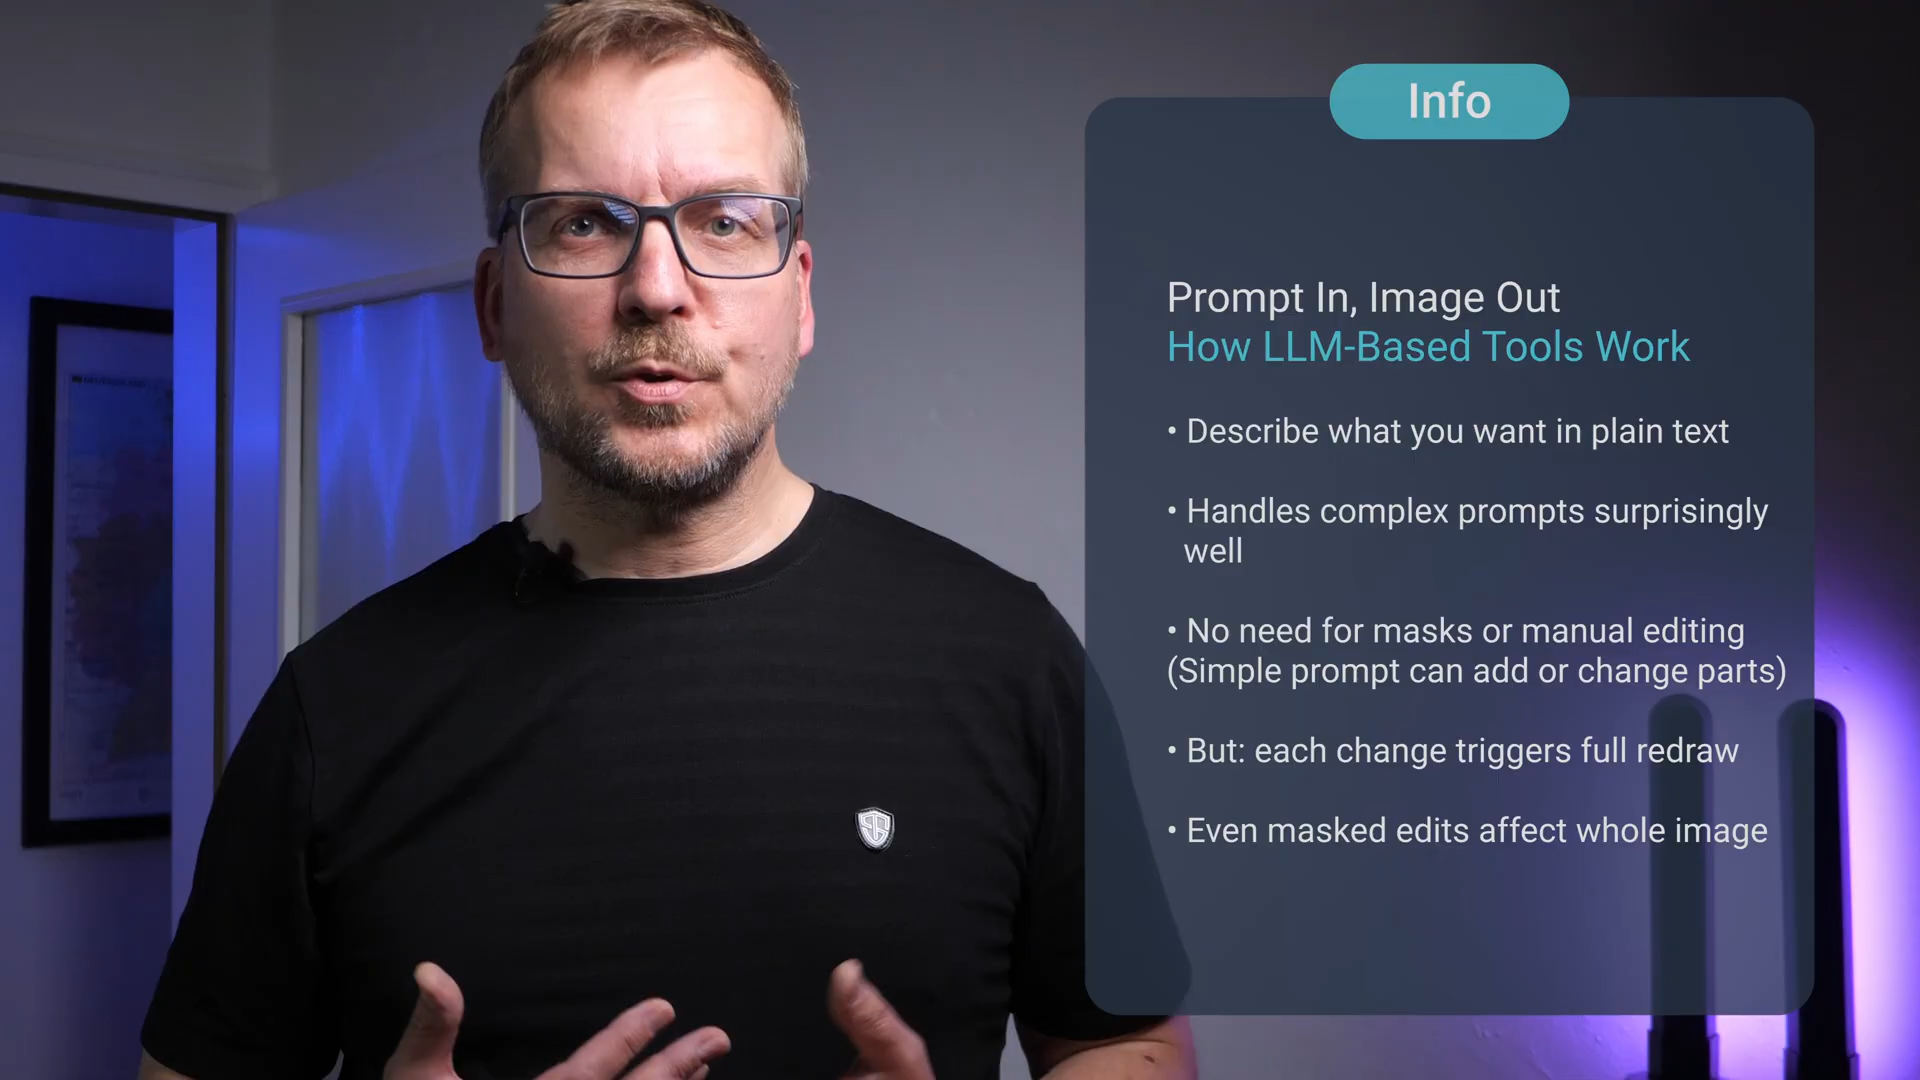 Info
Prompt In, Image Out
How LLM-Based Tools Work
• Describe what you want in plain text
• Handles complex prompts surprisingly
well
• No need for masks or manual editing
(Simple prompt can add or change parts)
• But: each change triggers full redraw
• Even masked edits affect whole image